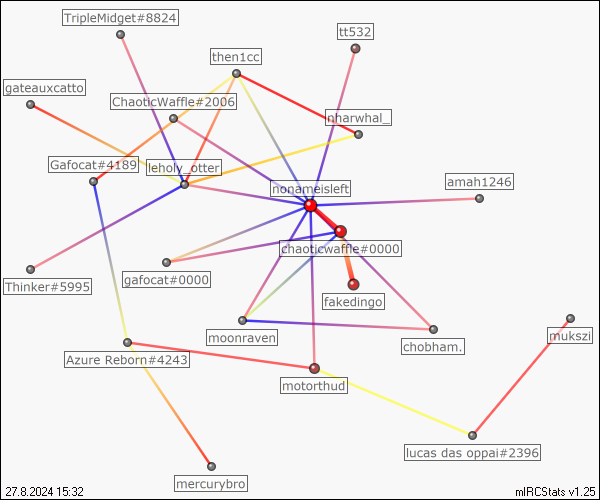 TripleMidget#8824
tt532
then1cc
gateauxcatto
ChaoticWaffle#2006
nharwhal_
Gafocat#4189
leholy_otter
nonameisleft
amah1246
chaoticwaffle#0000
gafocat#0000
Thinker#5995
fakedingo
moonraven
chobham.
mukszi
Azure Reborn#4243
motorthud
lucas das oppai#2396
mercurybro
27.8.2024 15:32
mIRCStats v1.25